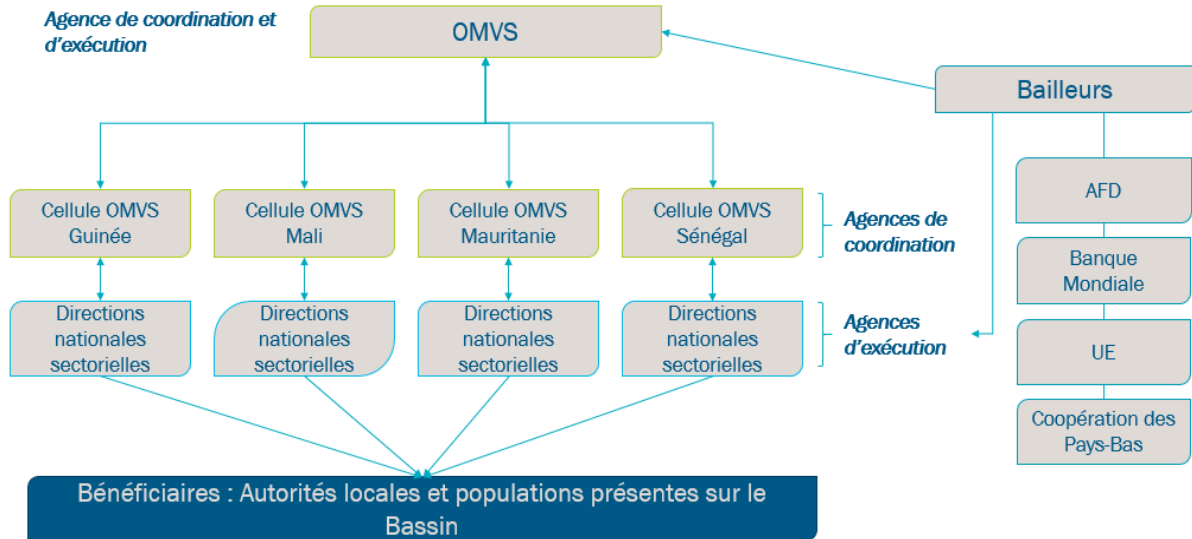 Agence de coordination et
d'exécution
OMVS
Bailleurs
Cellule OMVS
Guinée
Cellule OMVS
Mali
Cellule OMVS
Mauritanie
Cellule OMVS
Sénégal
Agences de
coordination
Directions
nationales
sectorielles
Directions
nationales
sectorielles
Directions
nationales
sectorielles
Directions
nationales
sectorielles
Agences
d'exécution
AFD
Banque
Mondiale
UE
Coopération des
Pays-Bas
Bénéficiaires : Autorités locales et populations présentes sur le
Bassin